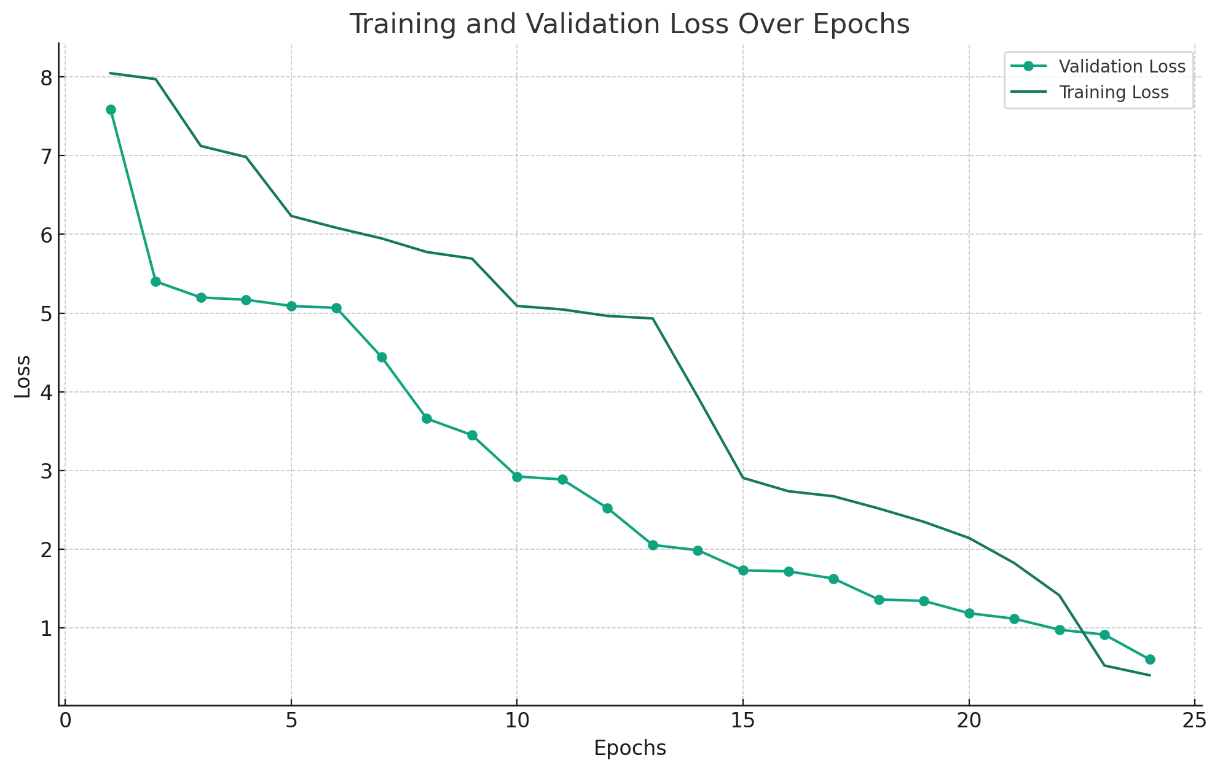 Training and Validation Loss Over Epochs
Validation Loss
Training Loss
8
7
6
5
4
3
2
1
Loss
0 5 10 15 20 25
Epochs